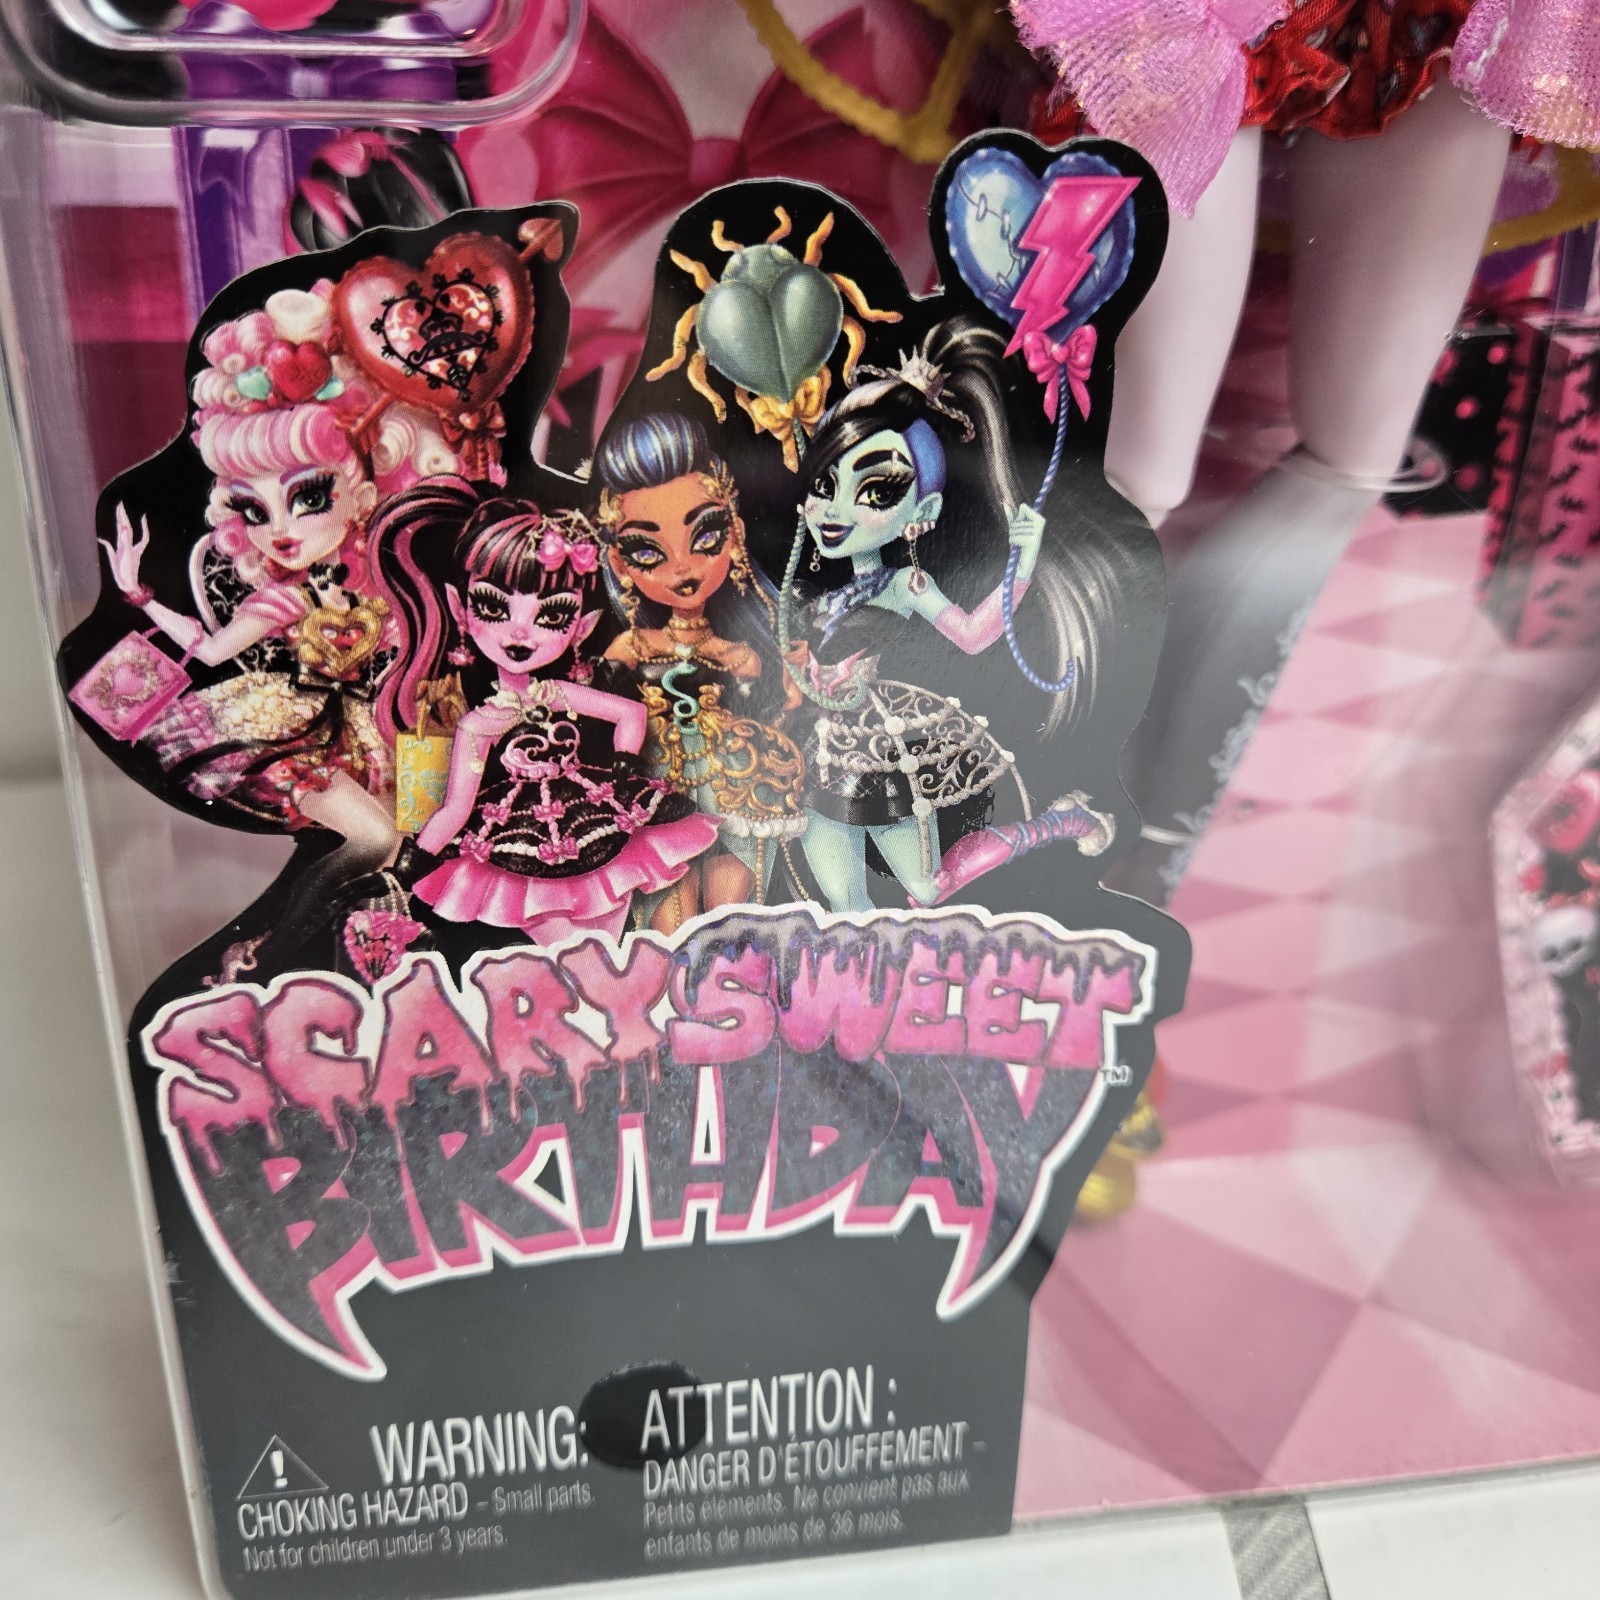 SCARY SWEET
BIRTHDAY™
WARNING:
CHOKING HAZARD – Small parts.
Not for children under 3 years.
ATTENTION :
DANGER D'ÉTOUFFEMENT –
Petits éléments. Ne convient pas aux
enfants de moins de 36 mois.